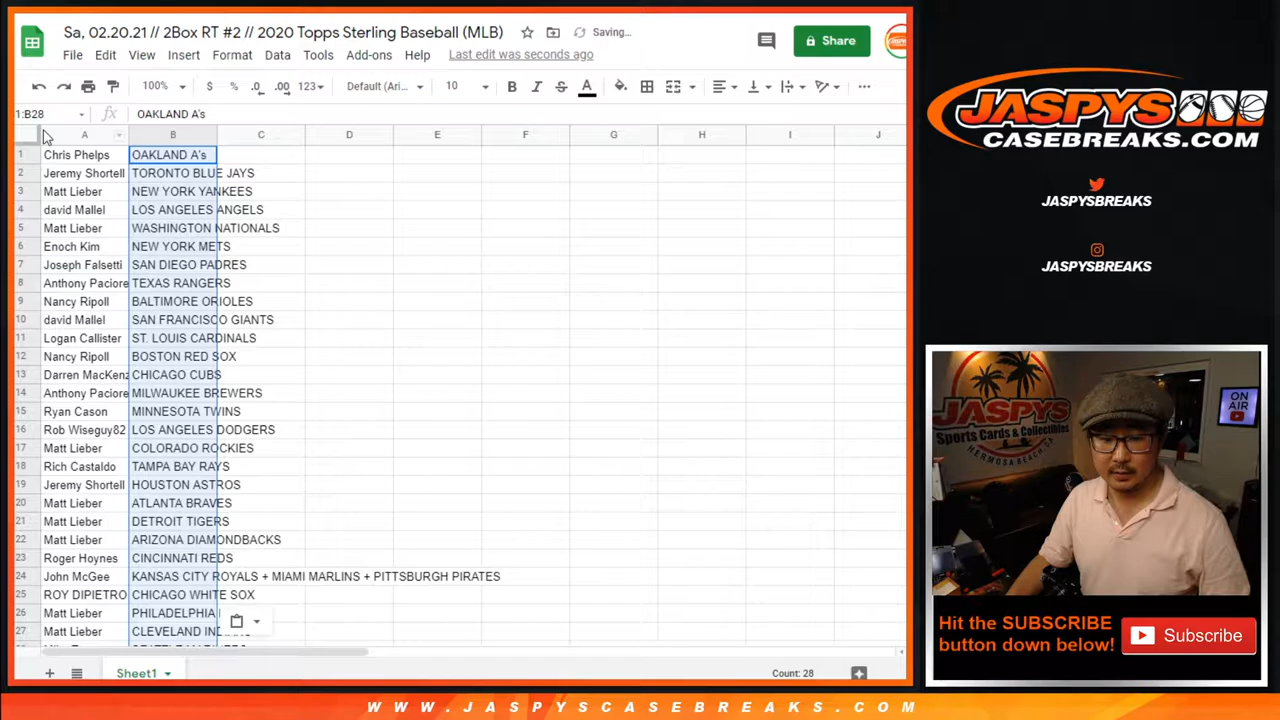 Sa, 02.20.21 // 2Box RT #2 // 2020 Topps Sterling Baseball (MLB)
Saving...
File Edit View Insert Format Data Tools Add-ons Help Last edit was seconds ago
Share
100% $ % .0 .00 123 Default (Ari... 10 B I S A
1:B28 fx OAKLAND A's
A B C D E F G H I J
1 Chris Phelps OAKLAND A's
2 Jeremy Shortell TORONTO BLUE JAYS
3 Matt Lieber NEW YORK YANKEES
4 david Mallel LOS ANGELES ANGELS
5 Matt Lieber WASHINGTON NATIONALS
6 Enoch Kim NEW YORK METS
7 Joseph Falsetti SAN DIEGO PADRES
8 Anthony Paciore TEXAS RANGERS
9 Nancy Ripoll BALTIMORE ORIOLES
10 david Mallel SAN FRANCISCO GIANTS
11 Logan Callister ST. LOUIS CARDINALS
12 Nancy Ripoll BOSTON RED SOX
13 Darren MacKenz CHICAGO CUBS
14 Anthony Paciore MILWAUKEE BREWERS
15 Ryan Cason MINNESOTA TWINS
16 Rob Wiseguy82 LOS ANGELES DODGERS
17 Matt Lieber COLORADO ROCKIES
18 Rich Castaldo TAMPA BAY RAYS
19 Jeremy Shortell HOUSTON ASTROS
20 Matt Lieber ATLANTA BRAVES
21 Matt Lieber DETROIT TIGERS
22 Matt Lieber ARIZONA DIAMONDBACKS
23 Roger Hoynes CINCINNATI REDS
24 John McGee KANSAS CITY ROYALS + MIAMI MARLINS + PITTSBURGH PIRATES
25 ROY DIPIETRO CHICAGO WHITE SOX
26 Matt Lieber PHILADELPHIA
27 Matt Lieber CLEVELAND
Sheet1
Count: 28
JASPYS
CASEBREAKS.COM
JASPYSBREAKS
JASPYSBREAKS
JASPYS
Sports Cards & Collectibles
HERMOSA BEACH, CA
ON AIR
Hit the SUBSCRIBE
button down below!
Subscribe
WWW.JASPYSCASEBREAKS.COM